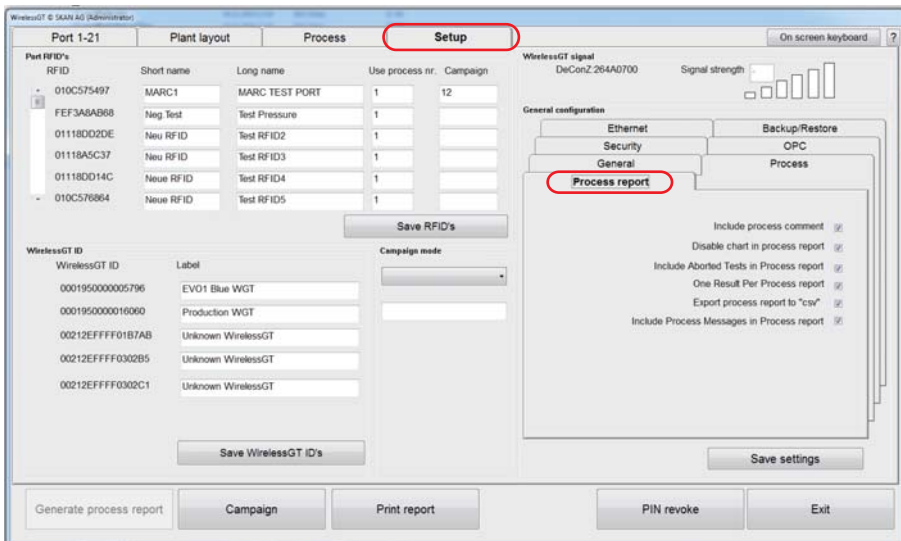 WirelessGT © SKAN AG (Administrator)
Port 1-21 Plant layout Process Setup On screen keyboard ?
Port RFID's
RFID Short name Long name Use process nr. Campaign
010C575497 MARC1 MARC TEST PORT 1 12
FEF3A8AB68 Neg.Test Test Pressure 1
01118DD2DE Neu RFID Test RFID2 1
01118A5C37 Neu RFID Test RFID3 1
01118DD14C Neue RFID Test RFID4 1
010C576864 Neue RFID Test RFID5 1
Save RFID's
WirelessGT ID
WirelessGT ID Label
0001950000005796 EVO1 Blue WGT
0001950000016060 Production WGT
00212EFFFF01B7AB Unknown WirelessGT
00212EFFFF0302B5 Unknown WirelessGT
00212EFFFF0302C1 Unknown WirelessGT
Save WirelessGT ID's
Campaign mode
WirelessGT signal
DeConZ:264A0700 Signal strength -
General configuration
Ethernet Backup/Restore
Security OPC
General Process
Process report
Include process comment
Disable chart in process report
Include Aborted Tests in Process report
One Result Per Process report
Export process report to "csv"
Include Process Messages in Process report
Save settings
Generate process report Campaign Print report PIN revoke Exit